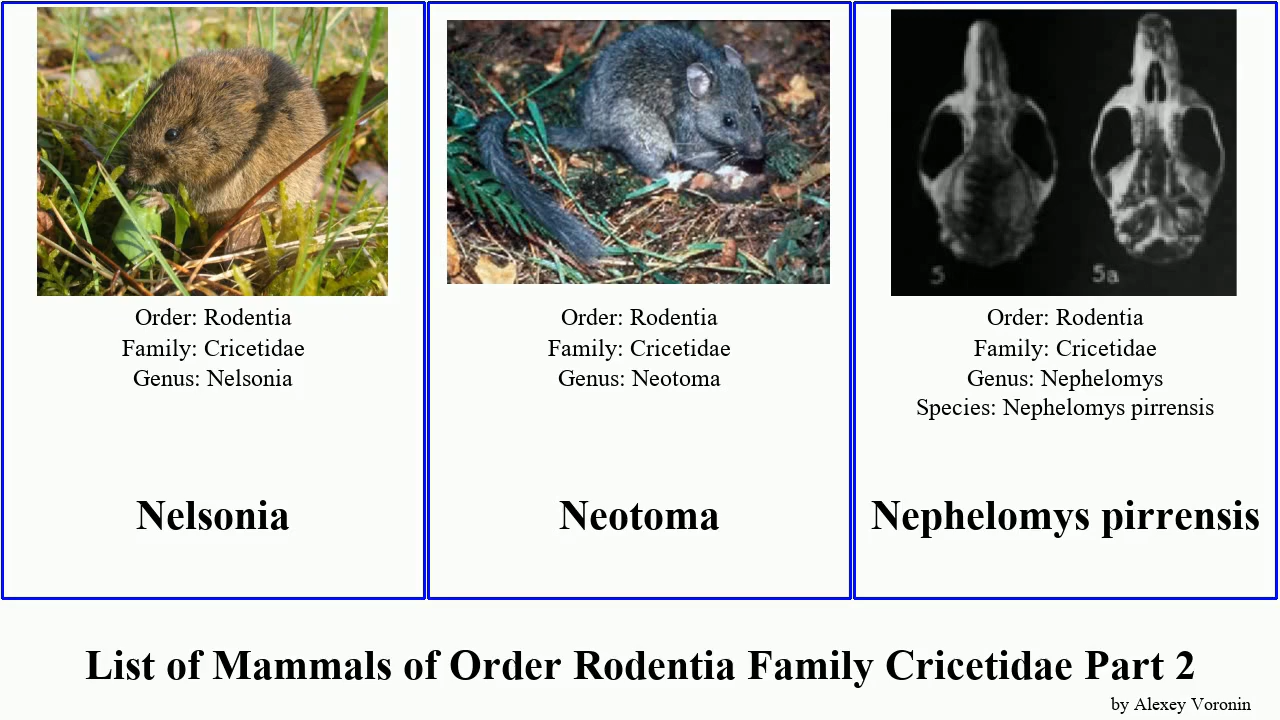 Order: Rodentia
Family: Cricetidae
Genus: Nelsonia
Nelsonia
Order: Rodentia
Family: Cricetidae
Genus: Neotoma
Neotoma
5
5a
Order: Rodentia
Family: Cricetidae
Genus: Nephelomys
Species: Nephelomys pirrensis
Nephelomys pirrensis
List of Mammals of Order Rodentia Family Cricetidae Part 2
by Alexey Voronin